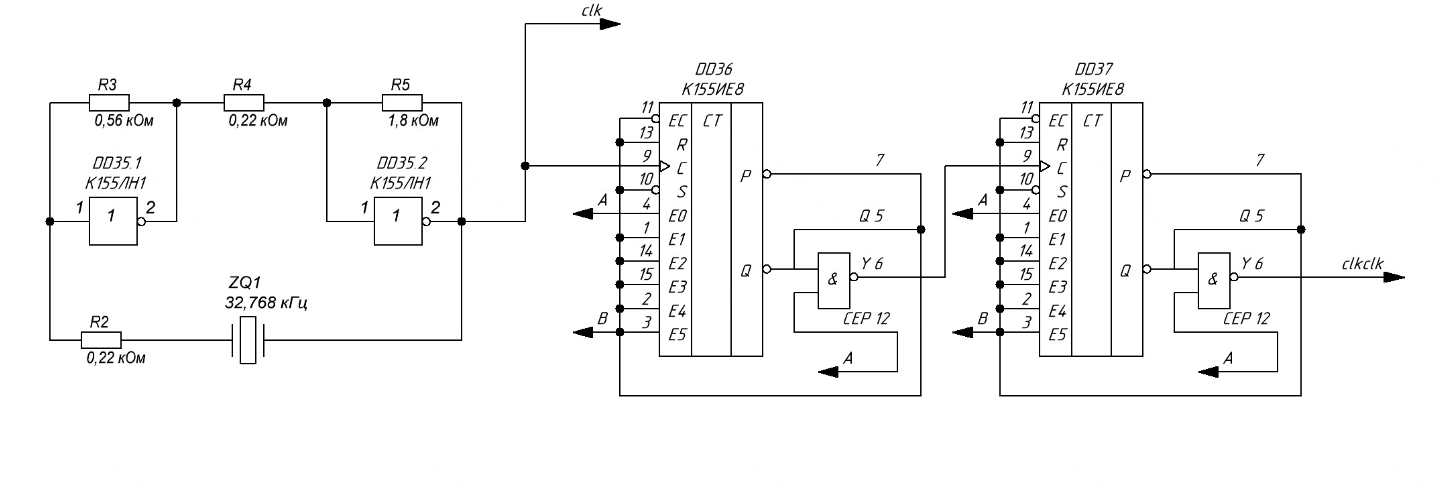 clk
R3
0,56 кОм
R4
0,22 кОм
R5
1,8 кОм
DD35.1
К155ЛН1
1
1
2
DD35.2
К155ЛН1
1
1
2
ZQ1
32,768 кГц
R2
0,22 кОм
DD36
К155ИЕ8
11
EC
CT
13
R
9
C
10
S
A
4
E0
1
E1
14
E2
15
E3
2
E4
B
3
E5
P
7
Q 5
Q
&
Y 6
CEP 12
A
DD37
К155ИЕ8
11
EC
CT
13
R
9
C
10
S
A
4
E0
1
E1
14
E2
15
E3
2
E4
B
3
E5
P
7
Q 5
Q
&
Y 6
CEP 12
A
clkclk